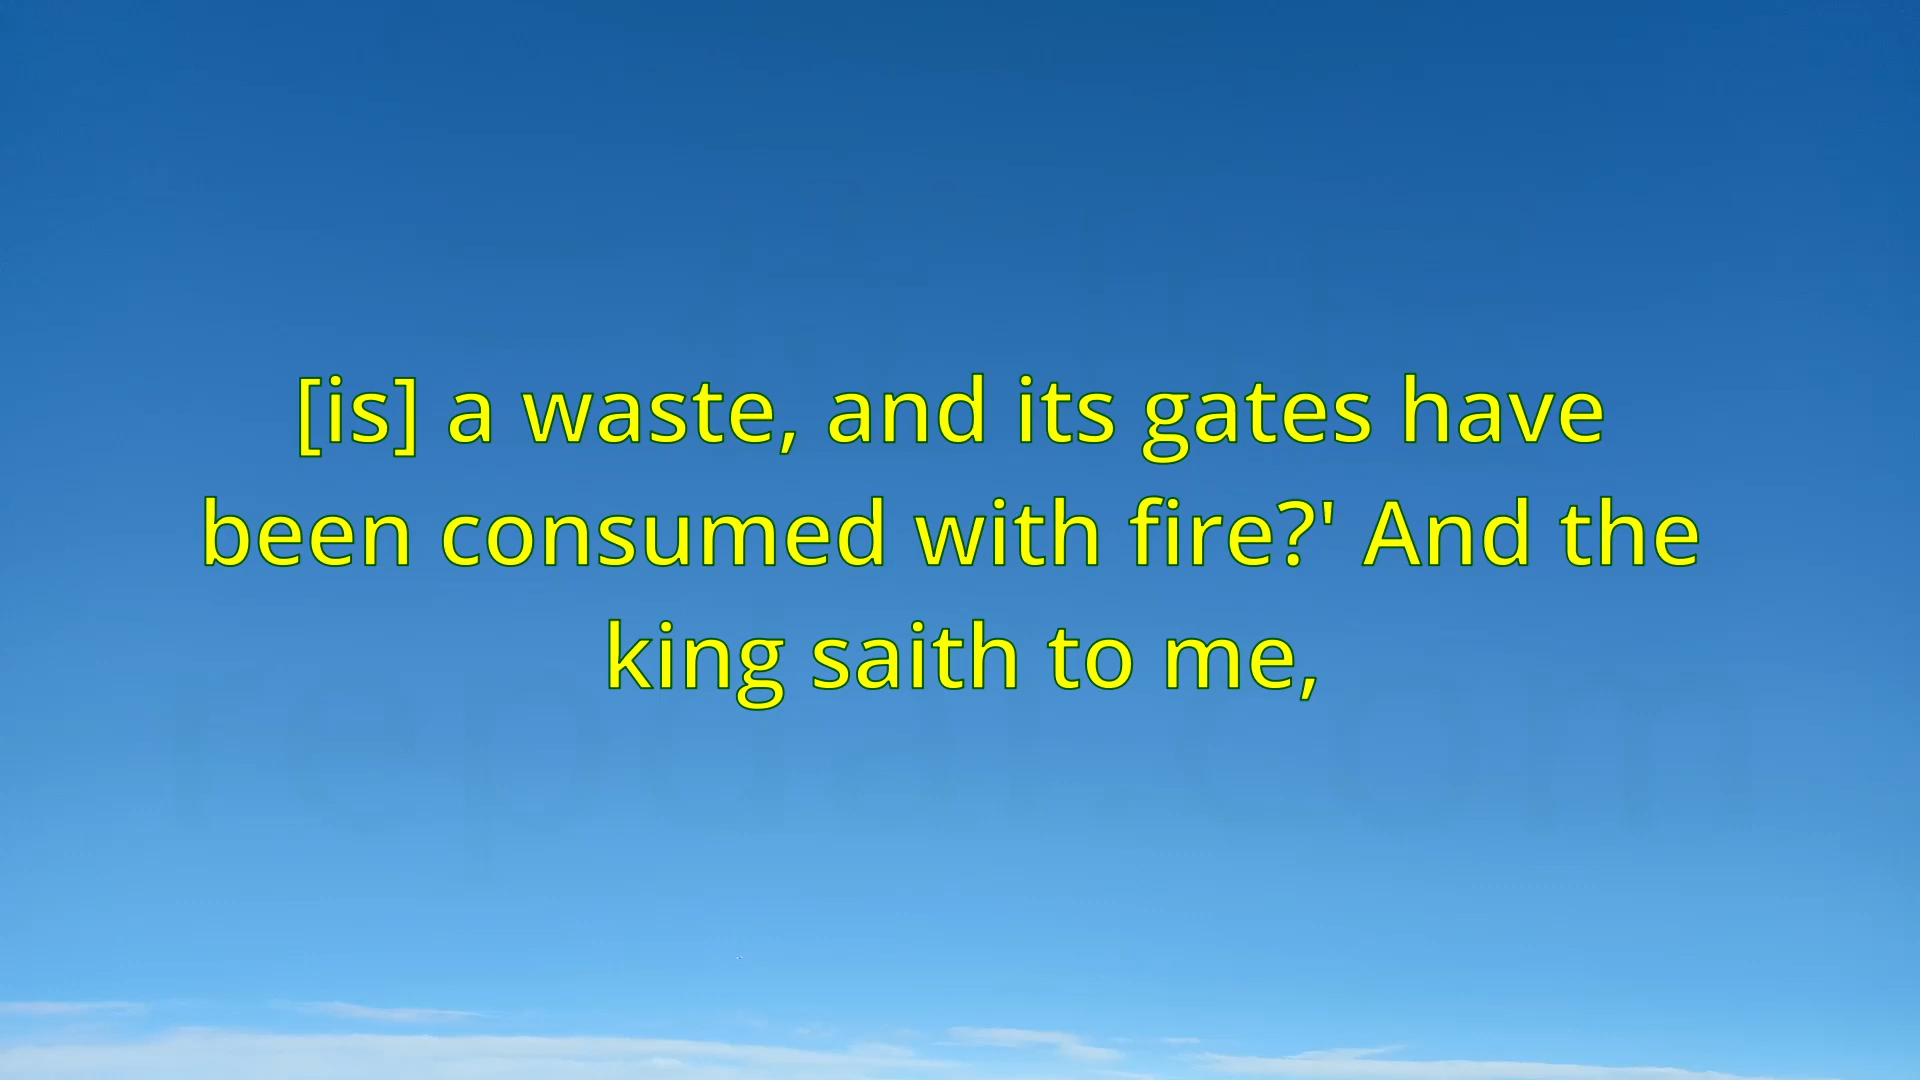 [is] a waste, and its gates have
been consumed with fire?' And the
king saith to me,